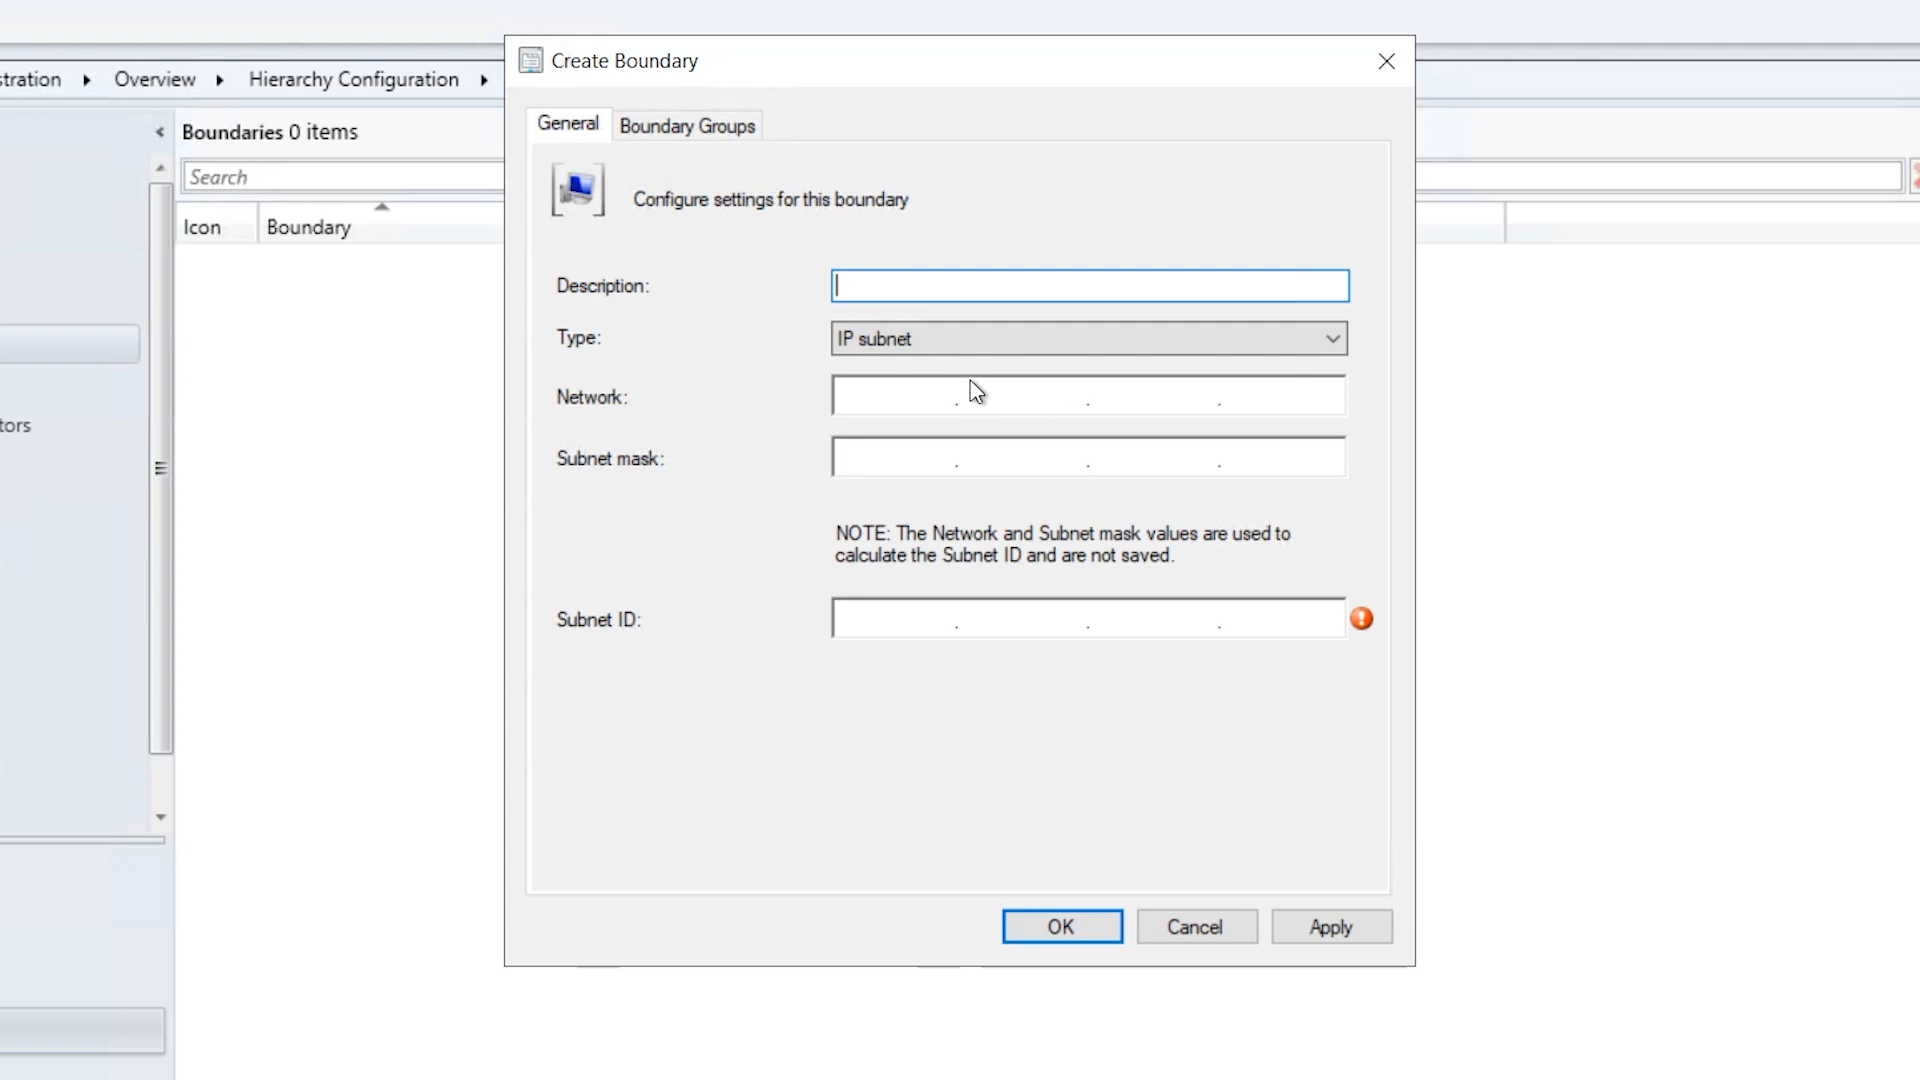 Create Boundary
stration
Overview
Hierarchy Configuration
Boundaries 0 items
Search
Icon
Boundary
tors
General
Boundary Groups
Configure settings for this boundary
Description:
Type:
IP subnet
Network:
. . .
Subnet mask:
. . .
NOTE: The Network and Subnet mask values are used to
calculate the Subnet ID and are not saved.
Subnet ID:
. . .
OK
Cancel
Apply